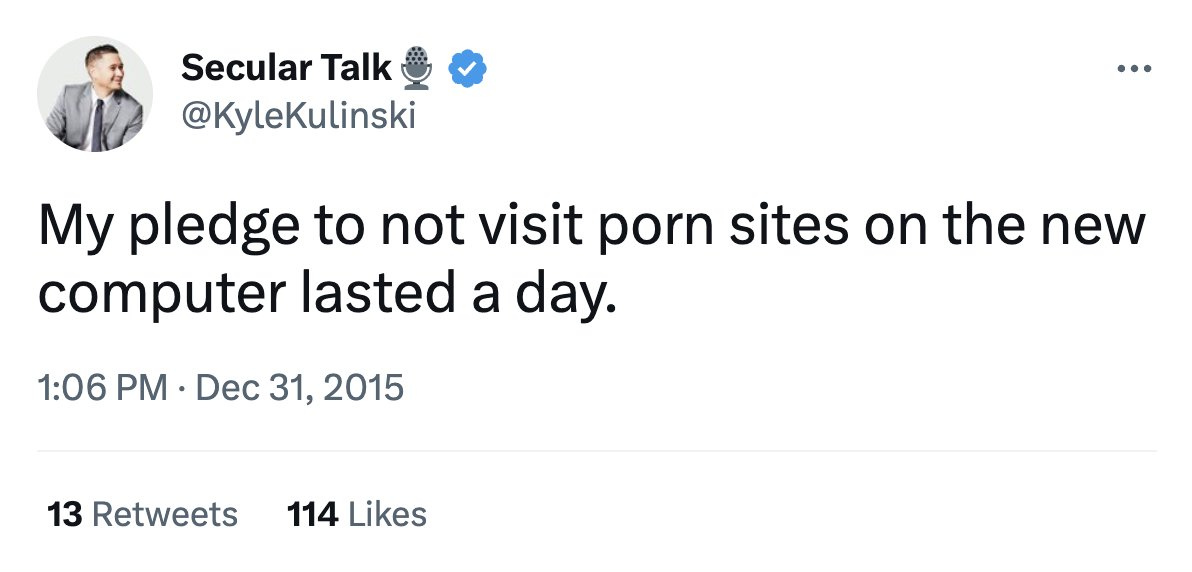 Secular Talk🎙️
@KyleKulinski
My pledge to not visit porn sites on the new
computer lasted a day.
1:06 PM · Dec 31, 2015
13 Retweets 114 Likes